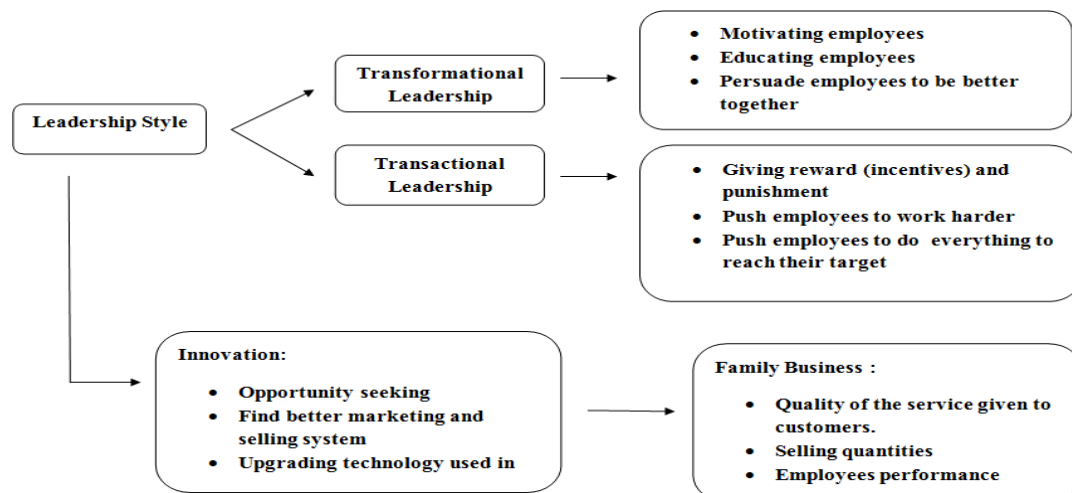 • Motivating employees
• Educating employees
• Persuade employees to be better
together
Transformational
Leadership
Leadership Style
Transactional
Leadership
• Giving reward (incentives) and
punishment
• Push employees to work harder
• Push employees to do everything to
reach their target
Innovation:
• Opportunity seeking
• Find better marketing and
selling system
• Upgrading technology used in
Family Business :
• Quality of the service given to
customers.
• Selling quantities
• Employees performance